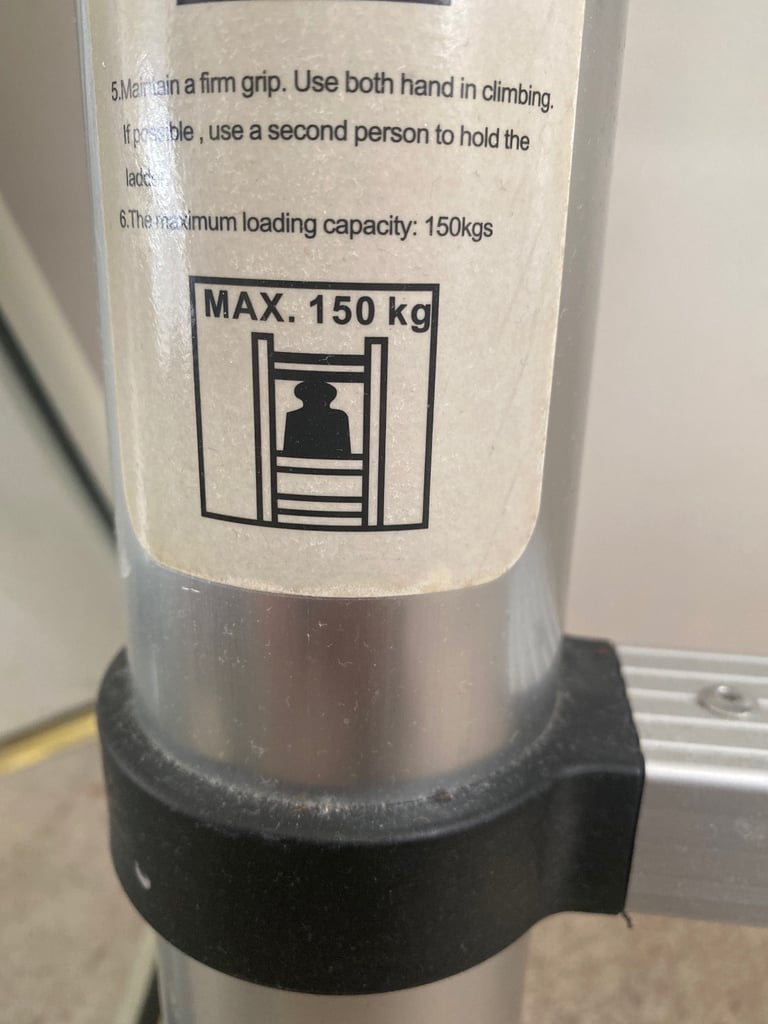 5.Maintain a firm grip. Use both hand in climbing.
If possible , use a second person to hold the
ladder
6.The maximum loading capacity: 150kgs
MAX. 150 kg